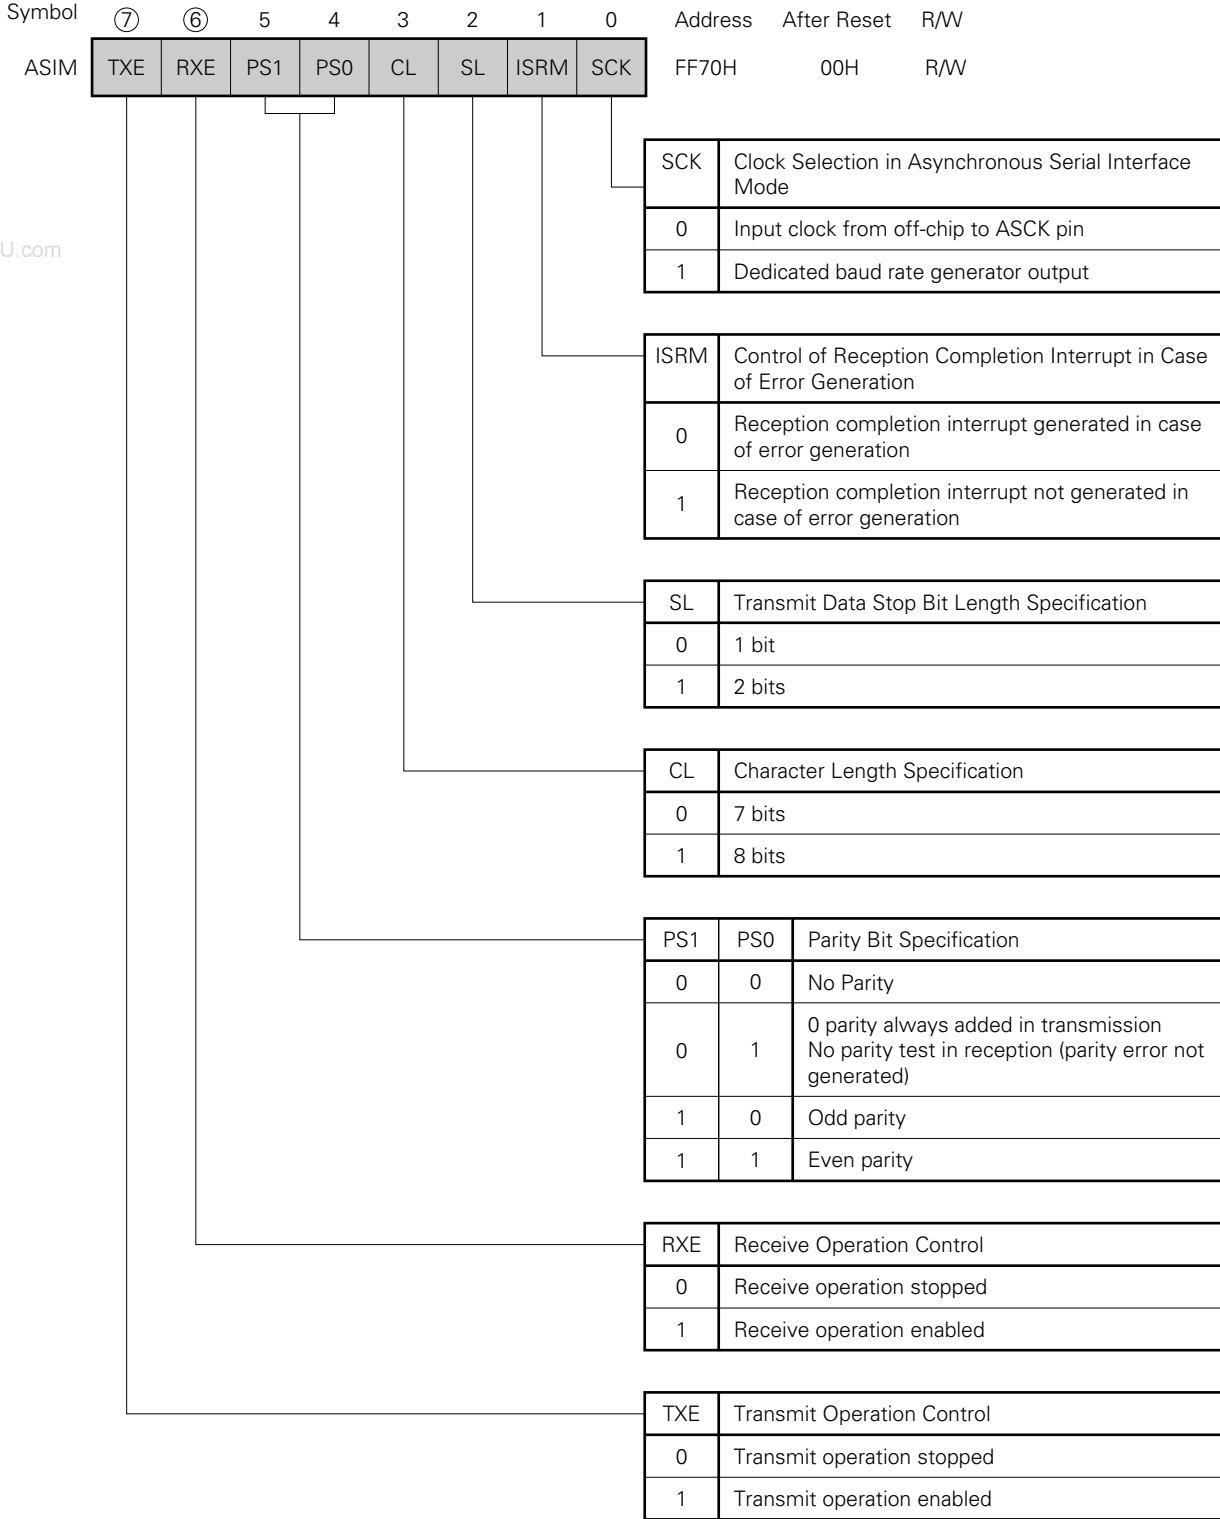 Symbol ⑦ ⑥ 5 4 3 2 1 0 Address After Reset R/W
ASIM TXE RXE PS1 PS0 CL SL ISRM SCK FF70H 00H R/W
SCK Clock Selection in Asynchronous Serial Interface
Mode
0 Input clock from off-chip to ASCK pin
U.com
1 Dedicated baud rate generator output
ISRM Control of Reception Completion Interrupt in Case
of Error Generation
0 Reception completion interrupt generated in case
of error generation
1 Reception completion interrupt not generated in
case of error generation
SL Transmit Data Stop Bit Length Specification
0 1 bit
1 2 bits
CL Character Length Specification
0 7 bits
1 8 bits
PS1 PS0 Parity Bit Specification
0 0 No Parity
0 1 0 parity always added in transmission
No parity test in reception (parity error not
generated)
1 0 Odd parity
1 1 Even parity
RXE Receive Operation Control
0 Receive operation stopped
1 Receive operation enabled
TXE Transmit Operation Control
0 Transmit operation stopped
1 Transmit operation enabled